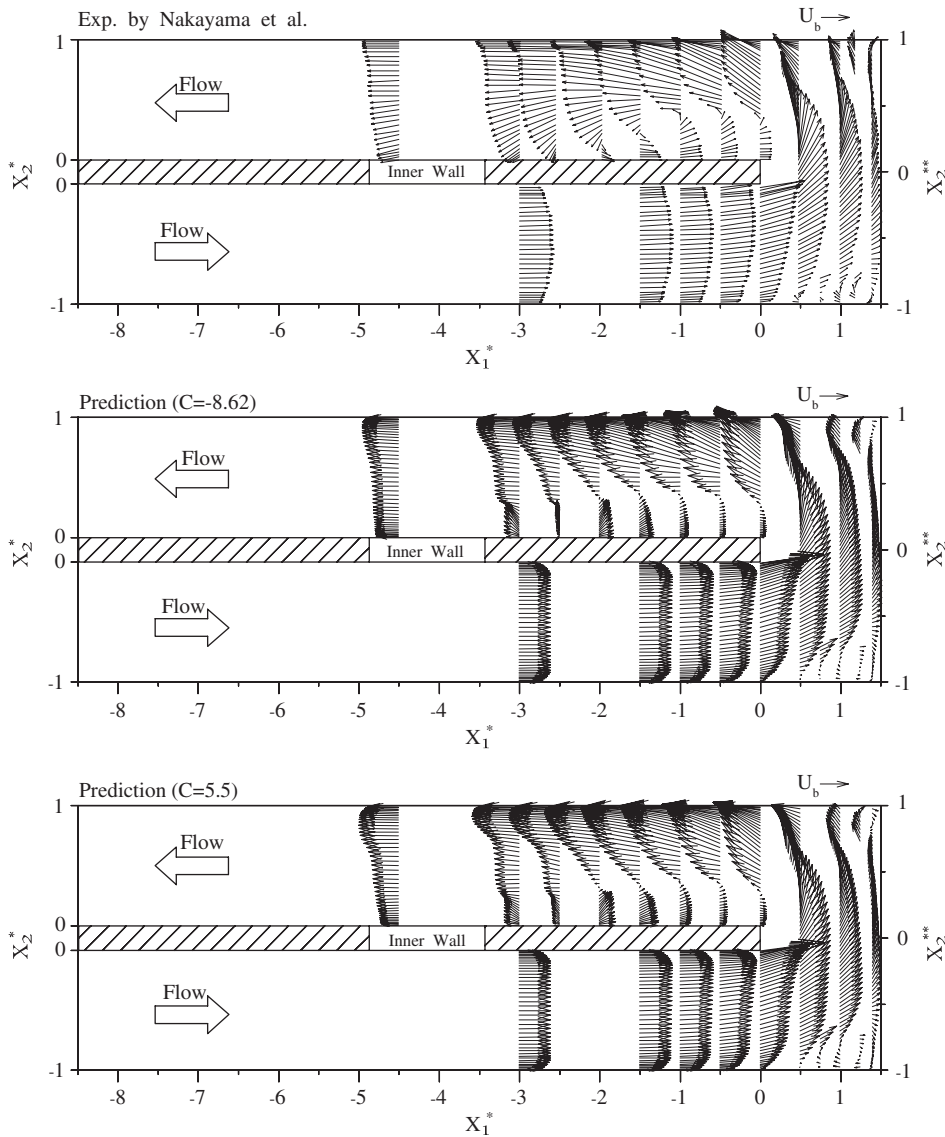 Exp. by Nakayama et al.
U_b
1
1
Flow
X_2^*
0
0
Inner Wall
0
X_2^**
Flow
-1
-1
-8 -7 -6 -5 -4 -3 -2 -1 0 1
X_1^*
Prediction (C=-8.62)
U_b
1
1
Flow
X_2^*
0
0
Inner Wall
0
X_2^**
Flow
-1
-1
-8 -7 -6 -5 -4 -3 -2 -1 0 1
X_1^*
Prediction (C=5.5)
U_b
1
1
Flow
X_2^*
0
0
Inner Wall
0
X_2^**
Flow
-1
-1
-8 -7 -6 -5 -4 -3 -2 -1 0 1
X_1^*